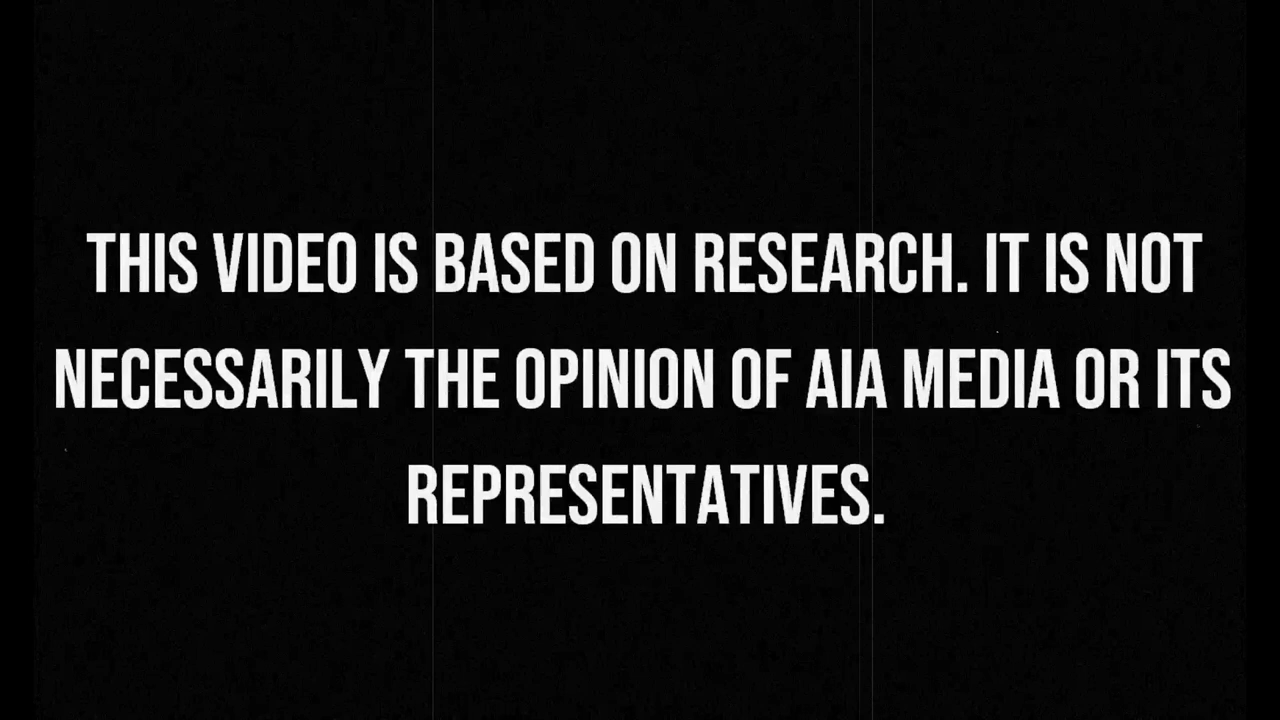 THIS VIDEO IS BASED ON RESEARCH. IT IS NOT
NECESSARILY THE OPINION OF AIA MEDIA OR ITS
REPRESENTATIVES.